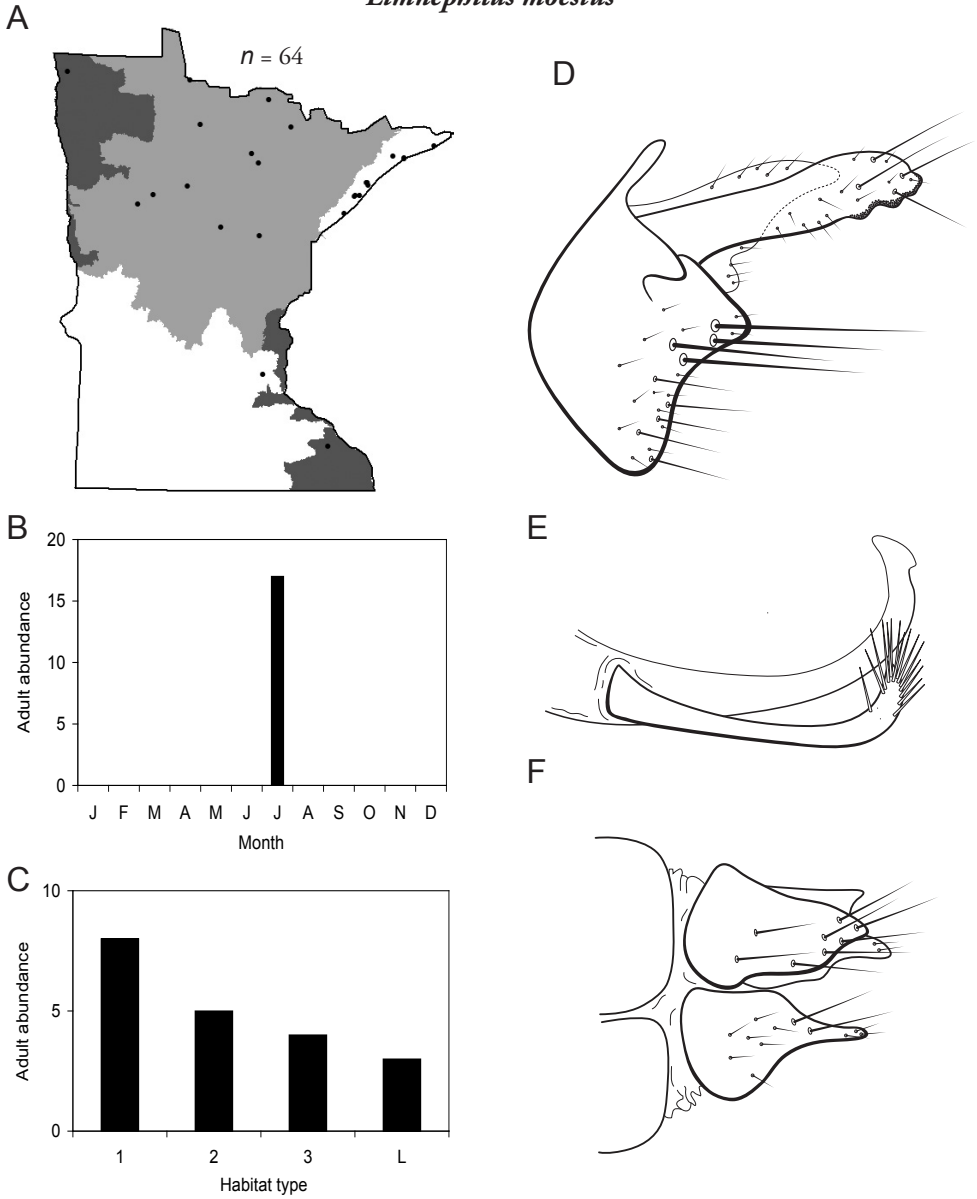 Limnephilus moestus
A
n = 64
D
B
20
15
10
5
0
Adult abundance
J F M A M J J A S O N D
Month
E
F
C
10
5
0
Adult abundance
1 2 3 L
Habitat type